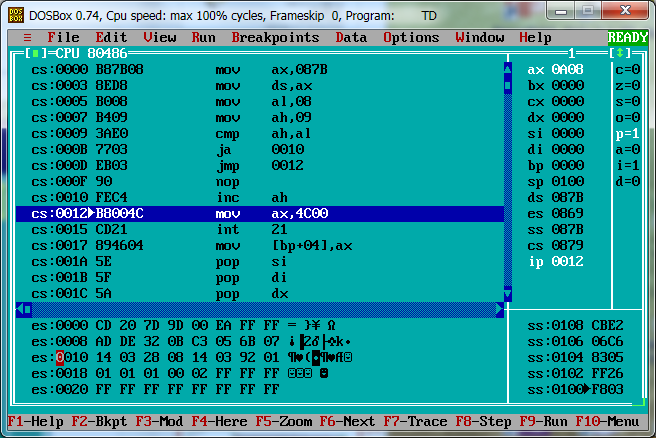 DOSBox 0.74, Cpu speed: max 100% cycles, Frameskip 0, Program: TD
≡ File Edit View Run Breakpoints Data Options Window Help READY
[■]=CPU 80486 1 [↕]
cs:0000 B87B08 mov ax,087B
cs:0003 8ED8 mov ds,ax
cs:0005 B008 mov al,08
cs:0007 B409 mov ah,09
cs:0009 3AE0 cmp ah,al
cs:000B 7703 ja 0010
cs:000D EB03 jmp 0012
cs:000F 90 nop
cs:0010 FEC4 inc ah
cs:0012►B8004C mov ax,4C00
cs:0015 CD21 int 21
cs:0017 894604 mov [bp+04],ax
cs:001A 5E pop si
cs:001B 5F pop di
cs:001C 5A pop dx
ax 0A08 c=0
bx 0000 z=0
cx 0000 s=0
dx 0000 o=0
si 0000 p=1
di 0000 a=0
bp 0000 i=1
sp 0100 d=0
ds 087B
es 0869
ss 087B
cs 0879
ip 0012
es:0000 CD 20 7D 9D 00 EA FF FF = }¥ Ω
es:0008 AD DE 32 0B C3 05 6B 07 ¡▐2♂├♣k•
es:0010 14 03 28 08 14 03 92 01 ¶♥(◘¶♥Æ☺
es:0018 01 01 01 00 02 FF FF FF ☺☺☺ ☻
es:0020 FF FF FF FF FF FF FF FF
ss:0108 CBE2
ss:0106 06C6
ss:0104 8305
ss:0102 FF26
ss:0100►F803
F1-Help F2-Bkpt F3-Mod F4-Here F5-Zoom F6-Next F7-Trace F8-Step F9-Run F10-Menu